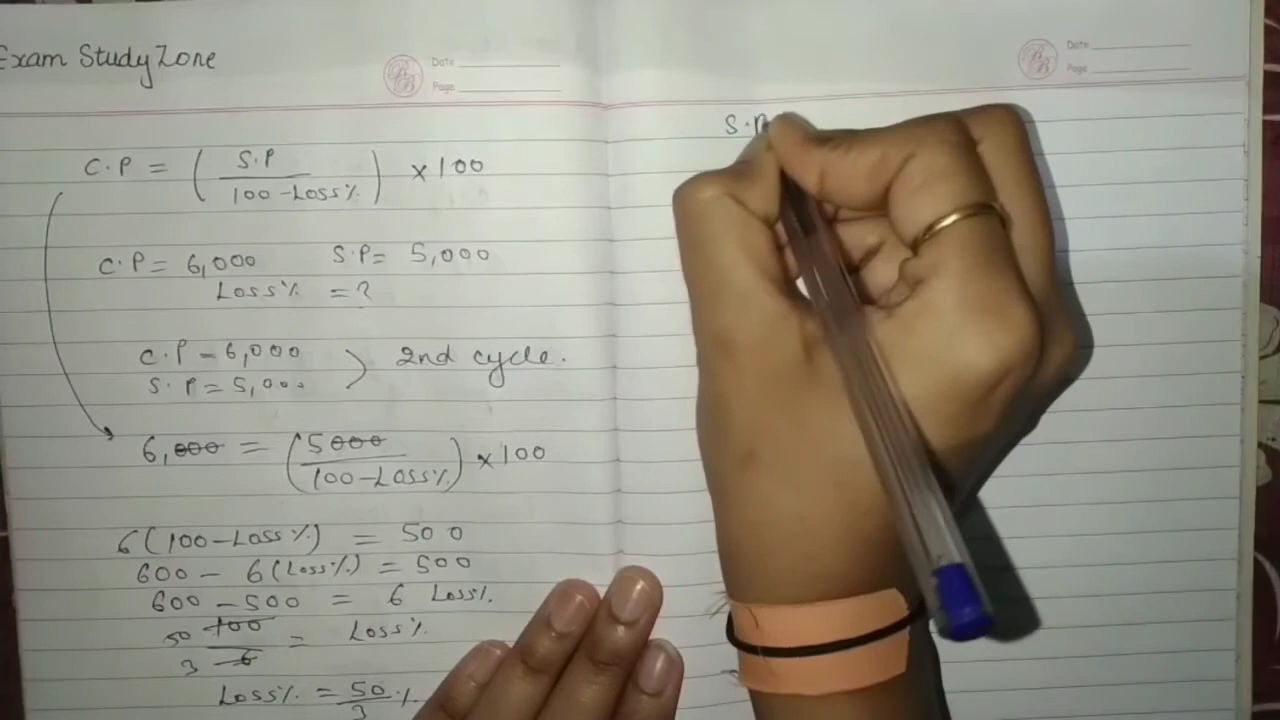 Exam Study Zone
Date
Page
C.P = ( S.P / 100 - Loss% ) × 100
C.P = 6,000 S.P = 5,000
Loss% = ?
C.P = 6,000
S.P = 5,000
2nd cycle.
6,000 = ( 5000 / 100 - Loss% ) × 100
6(100 - Loss%) = 500
600 - 6(Loss%) = 500
600 - 500 = 6 Loss%
50 100 / 3 6 = Loss%
Loss% = 50/3 %
Date
Page
S.P